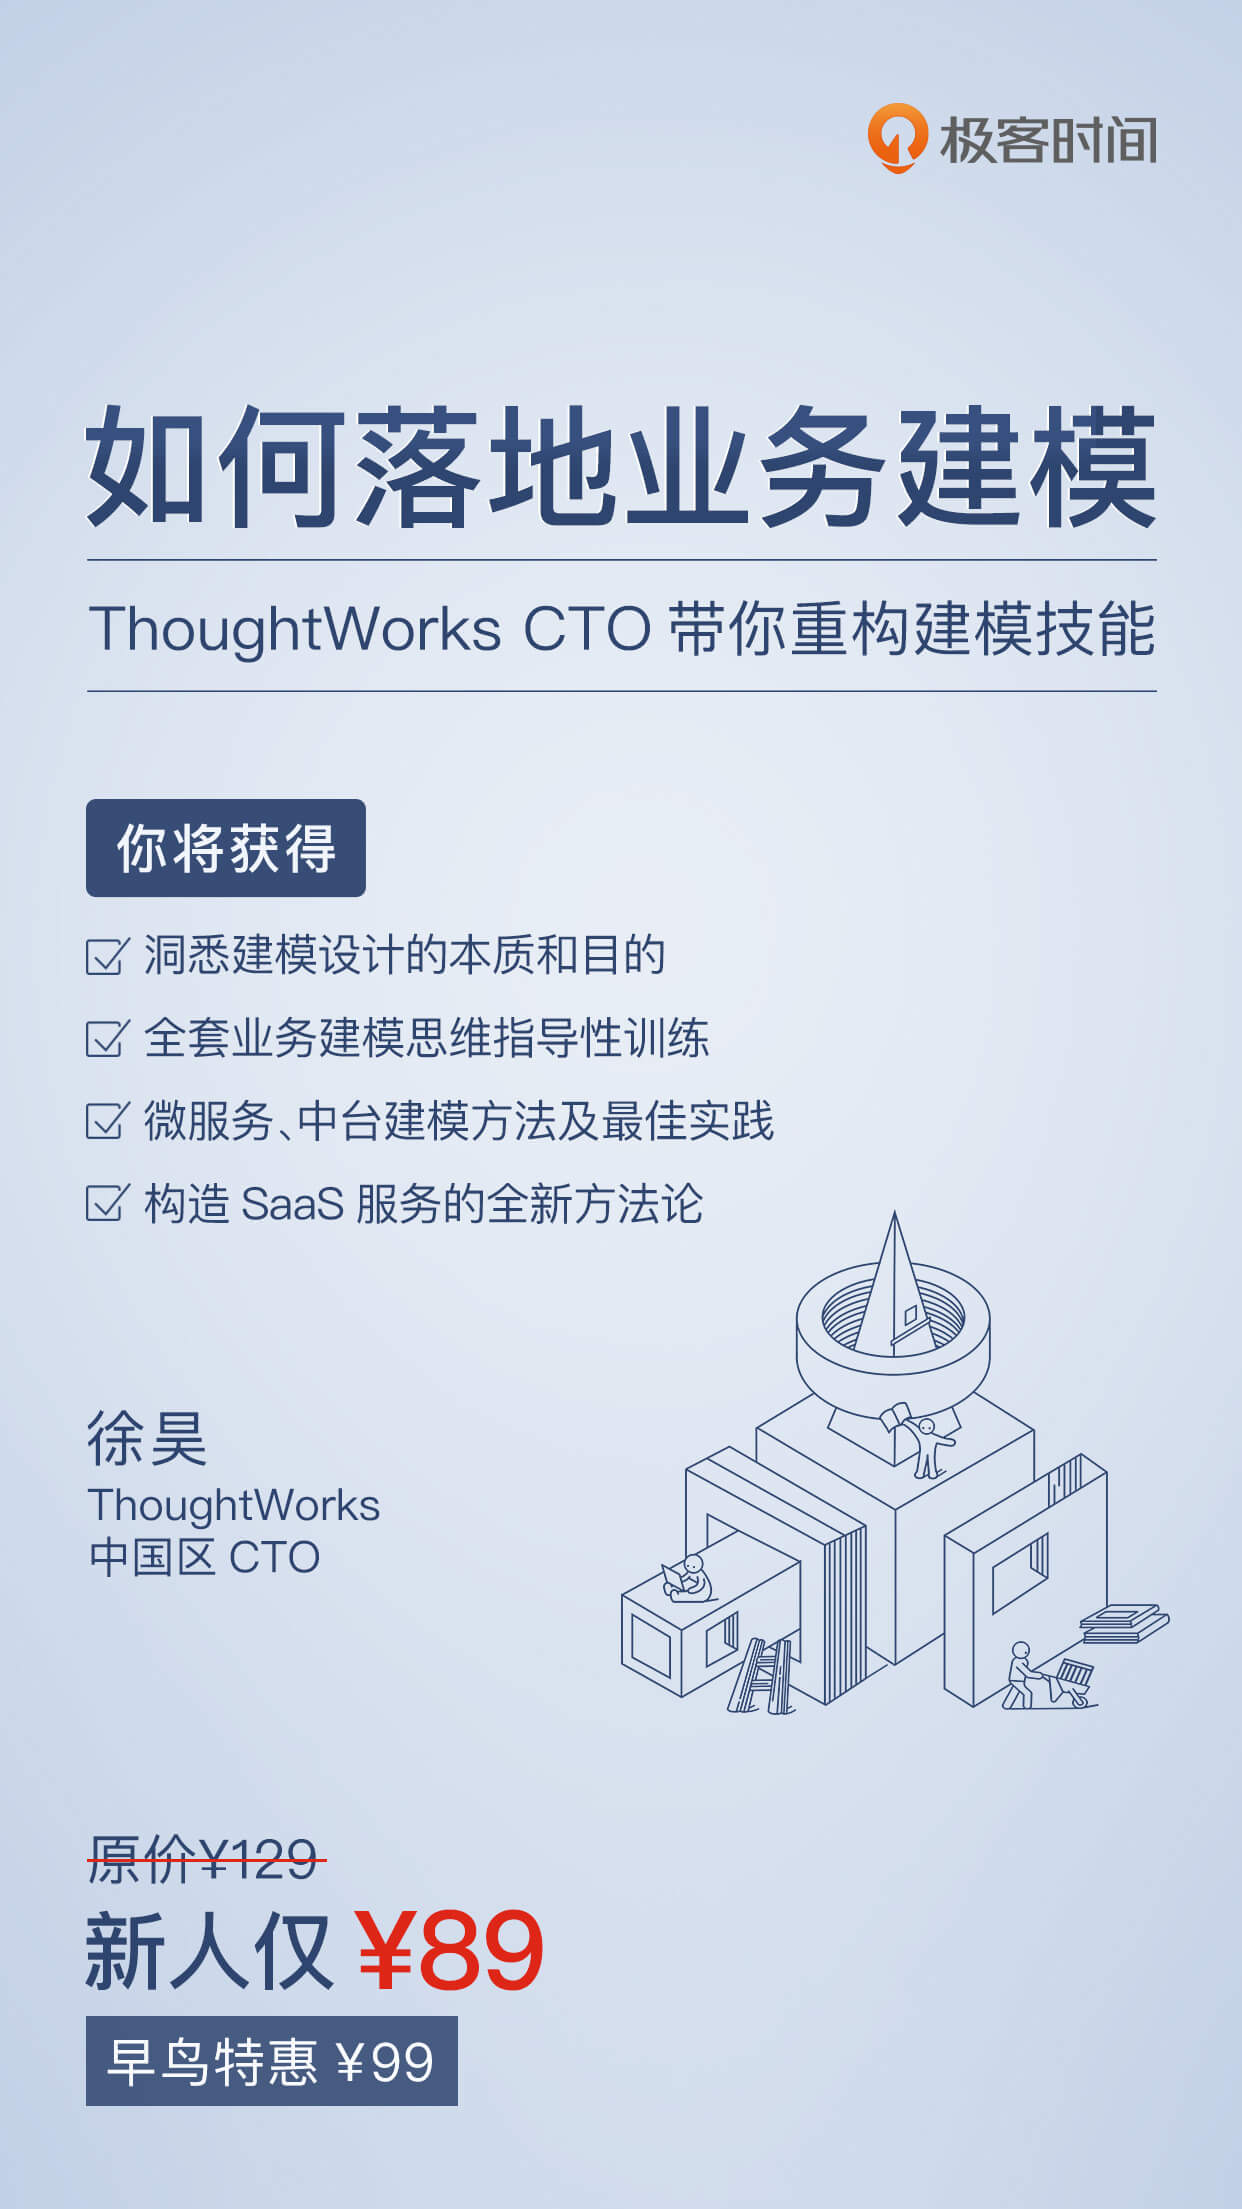 极客时间
如何落地业务建模
ThoughtWorks CTO 带你重构建模技能
你将获得
洞悉建模设计的本质和目的
全套业务建模思维指导性训练
微服务、中台建模方法及最佳实践
构造 SaaS 服务的全新方法论
徐昊
ThoughtWorks
中国区 CTO
原价¥129
新人仅 ¥89
早鸟特惠 ¥99